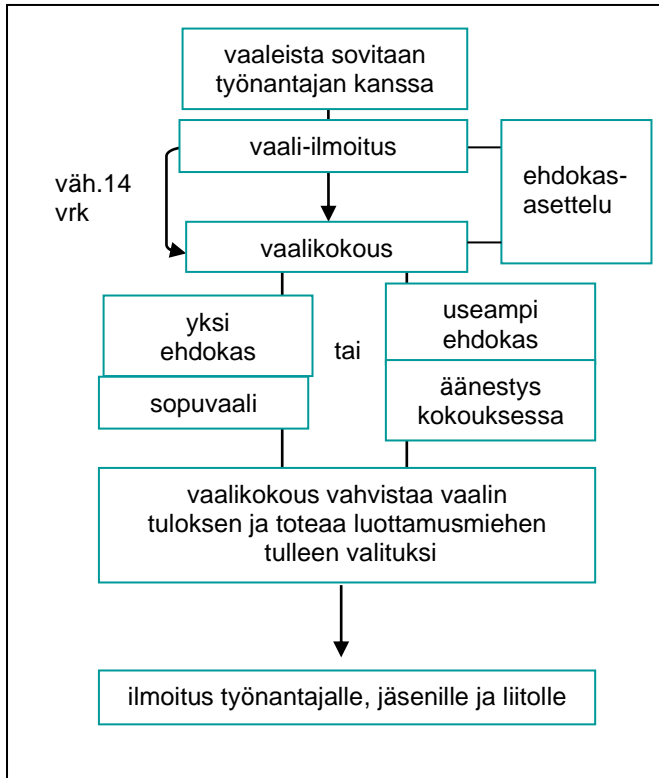 vaaleista sovitaan
työnantajan kanssa
vaali-ilmoitus
väh.14
vrk
ehdokas-
asettelu
vaalikokous
yksi
ehdokas
tai
useampi
ehdokas
sopuvaali
äänestys
kokouksessa
vaalikokous vahvistaa vaalin
tuloksen ja toteaa luottamusmiehen
tulleen valituksi
ilmoitus työnantajalle, jäsenille ja liitolle